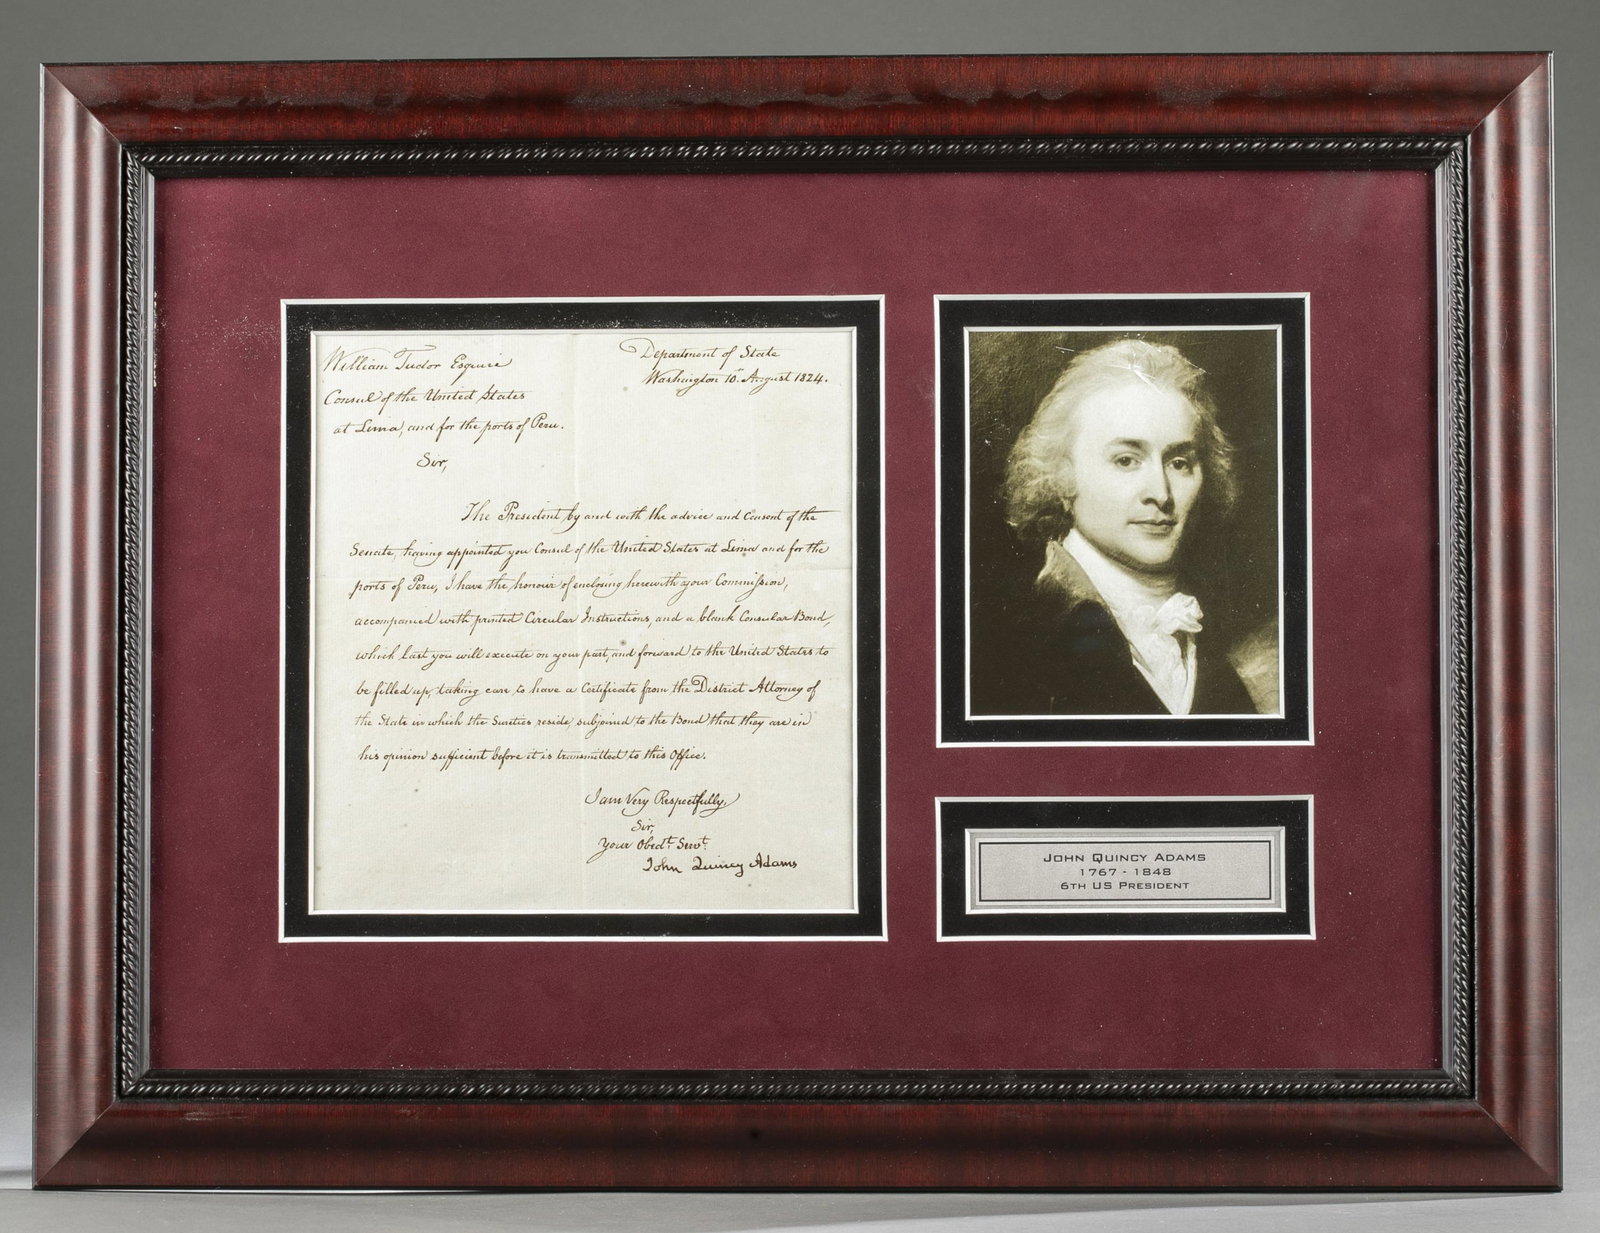 William Tudor Esquire
Consul of the United States
at Lima, and for the ports of Peru.
Sir,
Department of State
Washington 10th August 1824.
The President by and with the advice and Consent of the
Senate, having appointed you Consul of the United States at Lima and for the
ports of Peru, I have the honour of enclosing herewith your Commission,
accompanied with printed Circular Instructions, and a blank Consular Bond,
which last you will execute on your part, and forward to the United States to
be filled up, taking care to have a Certificate from the District Attorney of
the State in which the Sureties reside, subjoined to the Bond that they are in
his opinion sufficient before it is transmitted to this Office.
I am Very Respectfully,
Sir,
Your Obedt. Servt.
John Quincy Adams
John Quincy Adams
1767 - 1848
6th US President